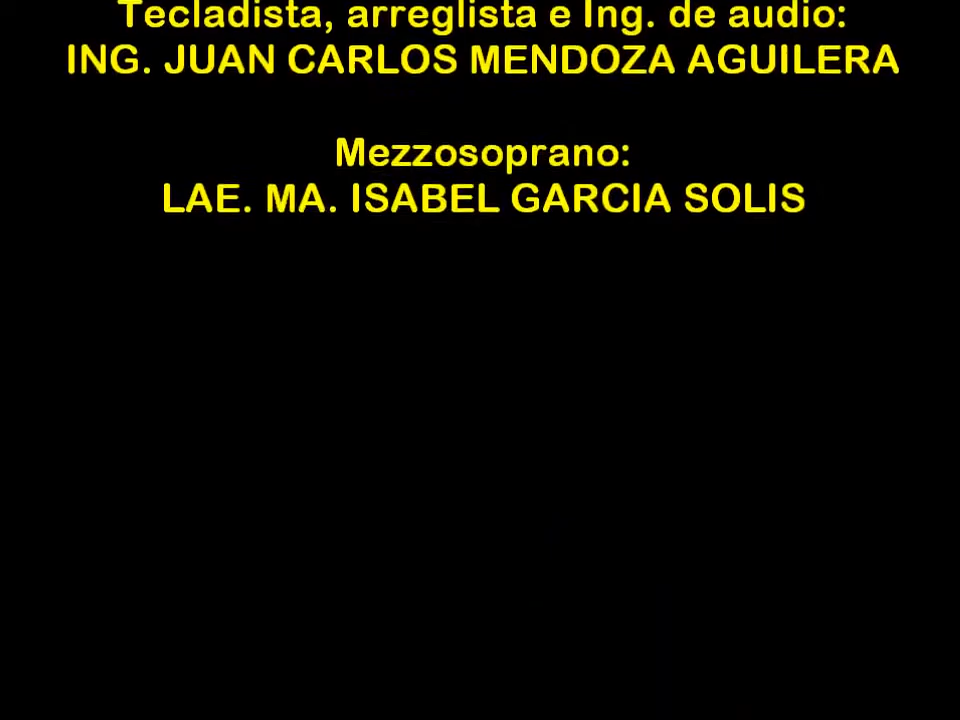 Tecladista, arreglista e Ing. de audio:
ING. JUAN CARLOS MENDOZA AGUILERA
Mezzosoprano:
LAE. MA. ISABEL GARCIA SOLIS